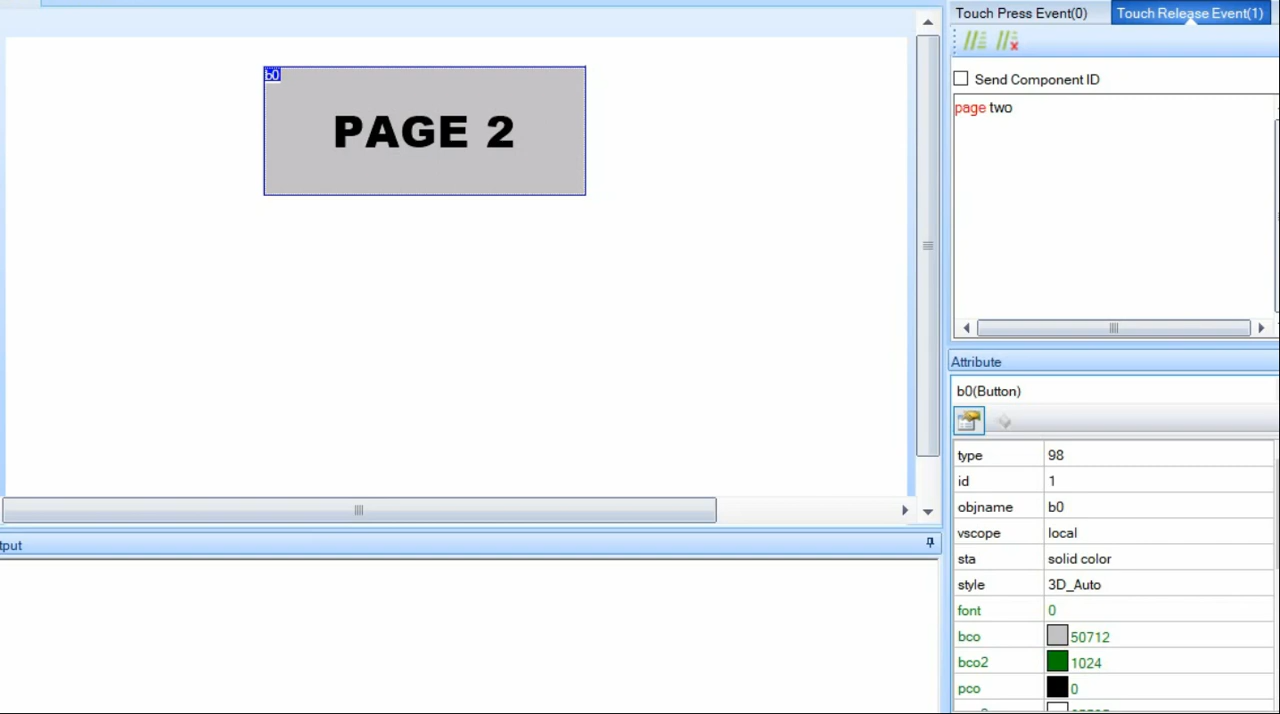 Touch Press Event(0) Touch Release Event(1)
b0
PAGE 2
Send Component ID
page two
Attribute
b0(Button)
type 98
id 1
objname b0
vscope local
sta solid color
style 3D_Auto
font 0
bco 50712
bco2 1024
pco 0
tput